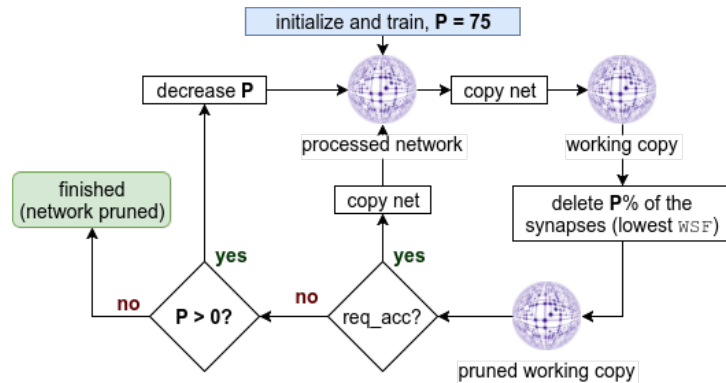 initialize and train, P = 75
decrease P
copy net
processed network
working copy
finished
(network pruned)
copy net
delete P% of the
synapses (lowest WSF)
yes
yes
no
no
P > 0?
req_acc?
pruned working copy